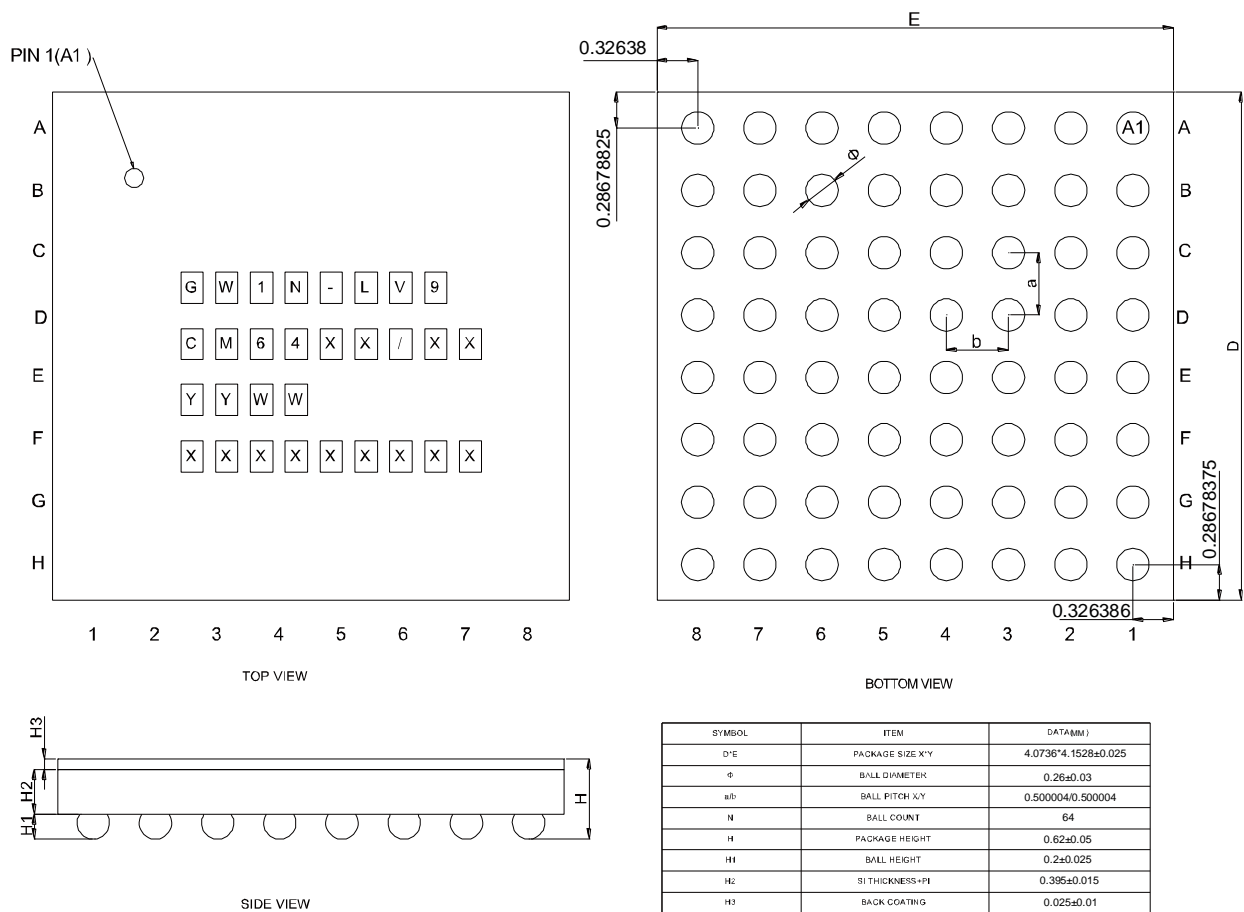 PIN 1(A1 )
A
B
C
D
E
F
G
H
G W 1 N - L V 9
C M 6 4 X X / X X
Y Y W W
X X X X X X X X X
1 2 3 4 5 6 7 8
TOP VIEW
E
0.32638
0.28678825
A1
A
B
C
D
E
F
G
H
Φ
a
b
D
0.28678375
0.326386
8 7 6 5 4 3 2 1
BOTTOM VIEW
H3
H2
H1
H
SIDE VIEW
SYMBOL ITEM DATA(MM)
D*E PACKAGE SIZE X*Y 4.0736*4.1528±0.025
Φ BALL DIAMETER 0.26±0.03
a/b BALL PITCH X/Y 0.500004/0.500004
N BALL COUNT 64
H PACKAGE HEIGHT 0.62±0.05
H1 BALL HEIGHT 0.2±0.025
H2 SI THICKNESS+PI 0.395±0.015
H3 BACK COATING 0.025±0.01